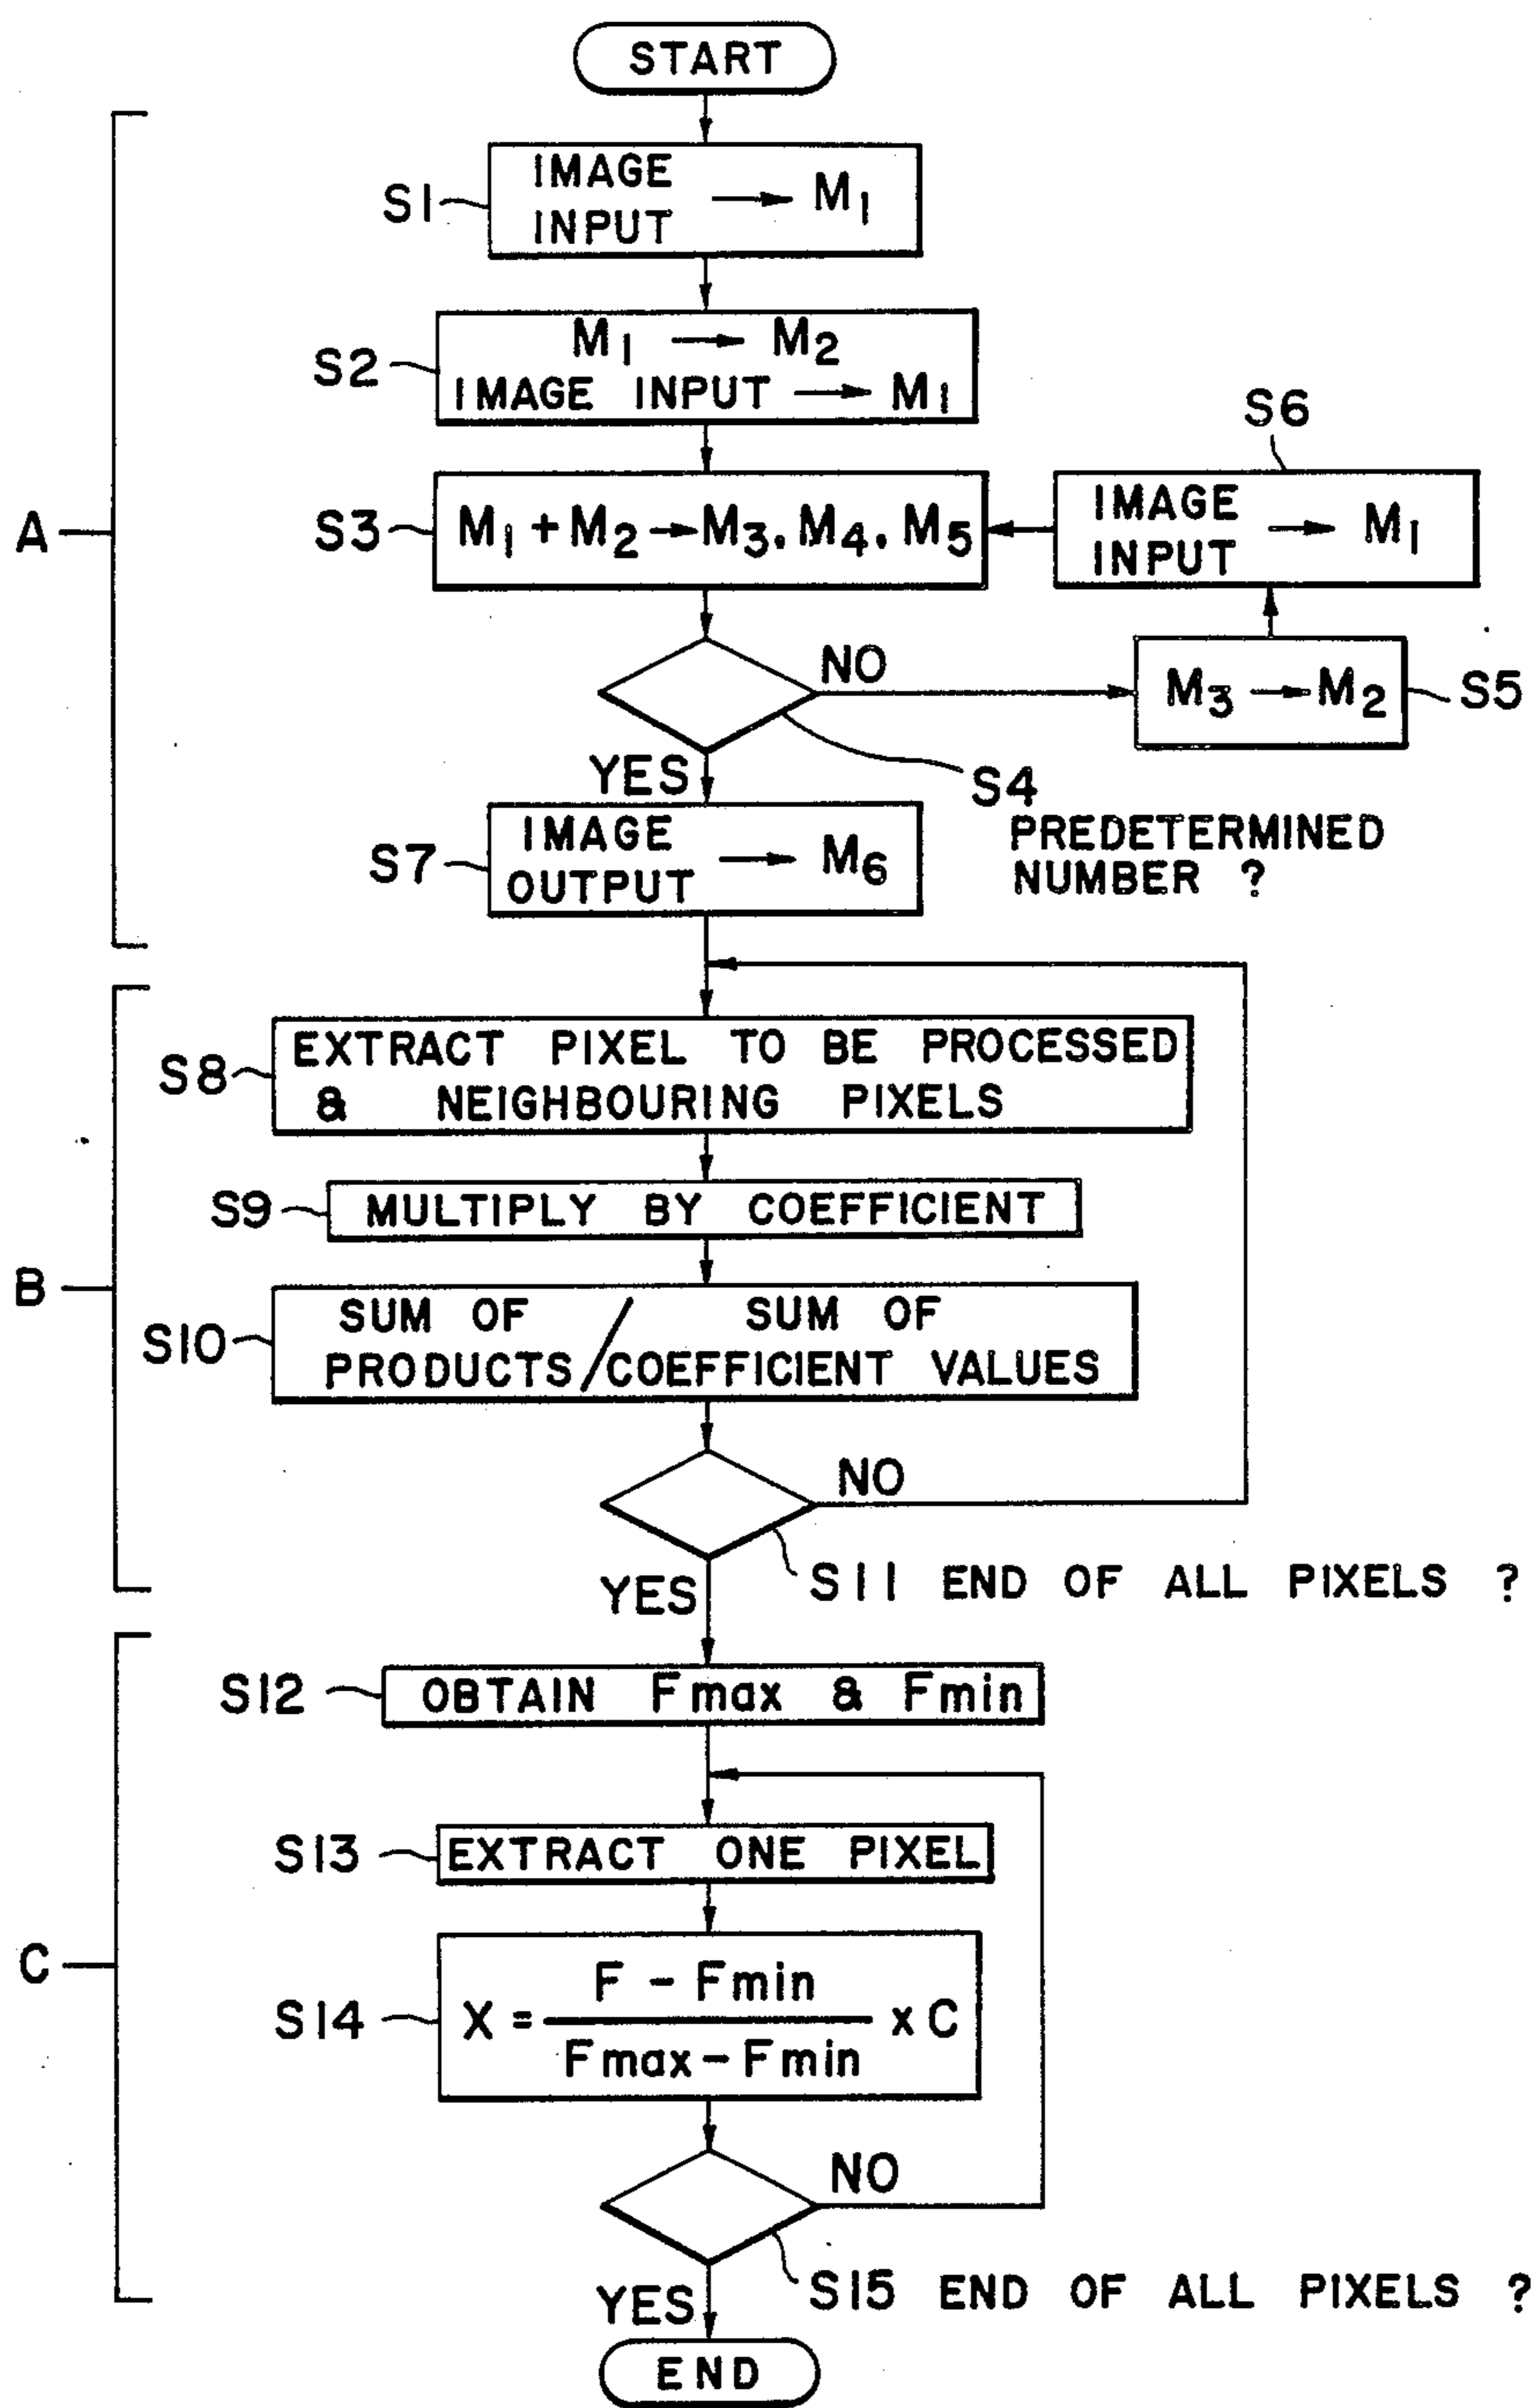 START
S1
IMAGE INPUT → M1
S2
M1 → M2
IMAGE INPUT → M1
S3
M1 + M2 → M3. M4. M5
S6
IMAGE INPUT → M1
A
NO
M3 → M2
S5
YES
S4
PREDETERMINED
NUMBER ?
S7
IMAGE OUTPUT → M6
S8
EXTRACT PIXEL TO BE PROCESSED
& NEIGHBOURING PIXELS
S9
MULTIPLY BY COEFFICIENT
B
S10
SUM OF PRODUCTS / SUM OF COEFFICIENT VALUES
NO
YES
S11 END OF ALL PIXELS ?
S12
OBTAIN Fmax & Fmin
S13
EXTRACT ONE PIXEL
C
S14
X = F - Fmin / Fmax - Fmin x C
NO
YES
S15 END OF ALL PIXELS ?
END